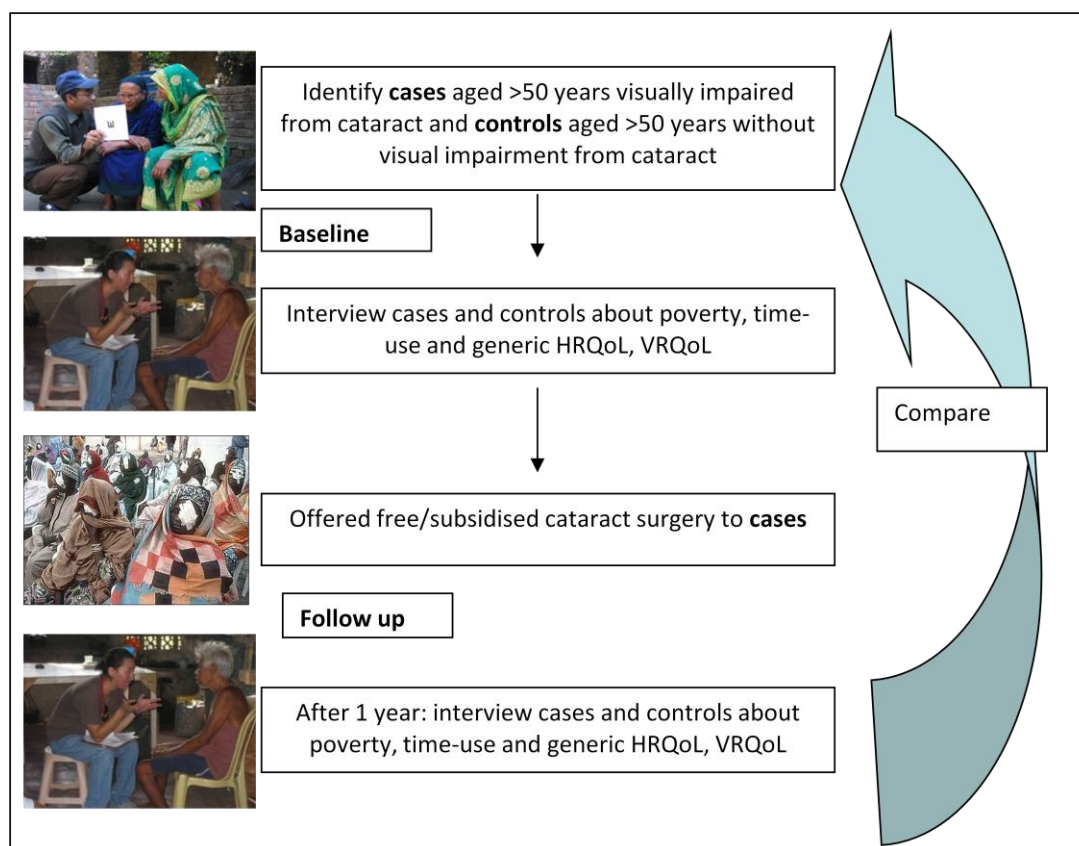 Identify cases aged >50 years visually impaired
from cataract and controls aged >50 years without
visual impairment from cataract
Baseline
Interview cases and controls about poverty, time-
use and generic HRQoL, VRQoL
Compare
Offered free/subsidised cataract surgery to cases
Follow up
After 1 year: interview cases and controls about
poverty, time-use and generic HRQoL, VRQoL